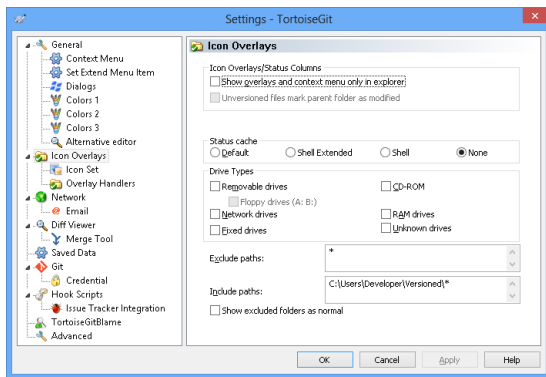 Settings - TortoiseGit
General
Context Menu
Set Extend Menu Item
Dialogs
Colors 1
Colors 2
Colors 3
Alternative editor
Icon Overlays
Icon Set
Overlay Handlers
Network
Email
Diff Viewer
Merge Tool
Saved Data
Git
Credential
Hook Scripts
Issue Tracker Integration
TortoiseGitBlame
Advanced
Icon Overlays
Icon Overlays/Status Columns
Show overlays and context menu only in explorer
Unversioned files mark parent folder as modified
Status cache
Default Shell Extended Shell None
Drive Types
Removable drives CD-ROM
Floppy drives (A: B:)
Network drives RAM drives
Fixed drives Unknown drives
Exclude paths: *
Include paths: C:\Users\Developer\Versioned\*
Show excluded folders as normal
OK Cancel Apply Help